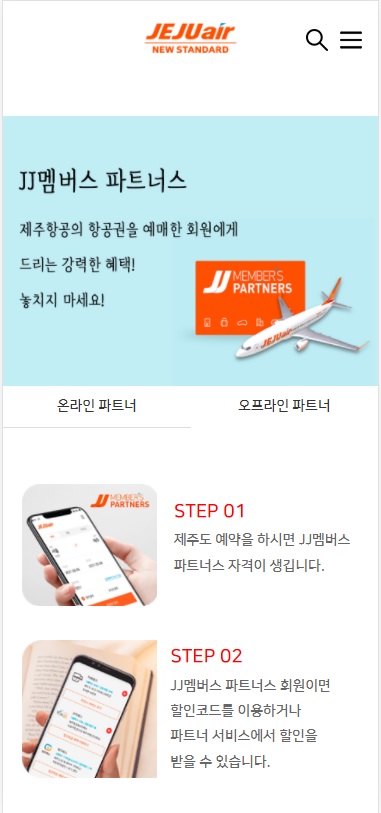 JEJUair
NEW STANDARD
JJ멤버스 파트너스
제주항공의 항공권을 예매한 회원에게
드리는 강력한 혜택!
놓치지 마세요!
JJ MEMBERS
PARTNERS
JEJUair
온라인 파트너
오프라인 파트너
JJ MEMBERS
PARTNERS
JEJUair
STEP 01
제주도 예약을 하시면 JJ멤버스
파트너스 자격이 생깁니다.
STEP 02
JJ멤버스 파트너스 회원이면
할인코드를 이용하거나
파트너 서비스에서 할인을
받을 수 있습니다.